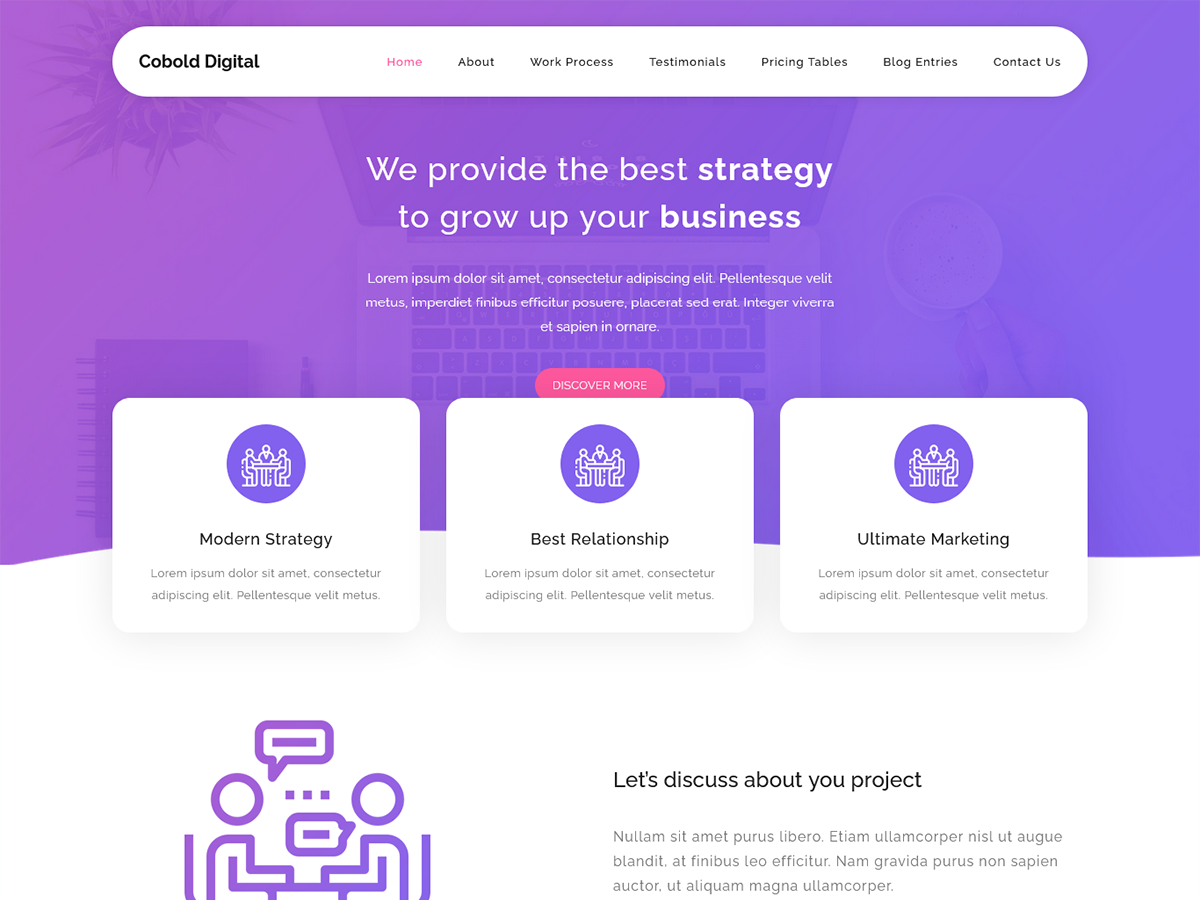 Cobold Digital
Home About Work Process Testimonials Pricing Tables Blog Entries Contact Us
We provide the best strategy
to grow up your business
Lorem ipsum dolor sit amet, consectetur adipiscing elit. Pellentesque velit
metus, imperdiet finibus efficitur posuere, placerat sed erat. Integer viverra
et sapien in ornare.
DISCOVER MORE
Modern Strategy
Lorem ipsum dolor sit amet, consectetur
adipiscing elit. Pellentesque velit metus.
Best Relationship
Lorem ipsum dolor sit amet, consectetur
adipiscing elit. Pellentesque velit metus.
Ultimate Marketing
Lorem ipsum dolor sit amet, consectetur
adipiscing elit. Pellentesque velit metus.
Let's discuss about you project
Nullam sit amet purus libero. Etiam ullamcorper nisl ut augue
blandit, at finibus leo efficitur. Nam gravida purus non sapien
auctor, ut aliquam magna ullamcorper.